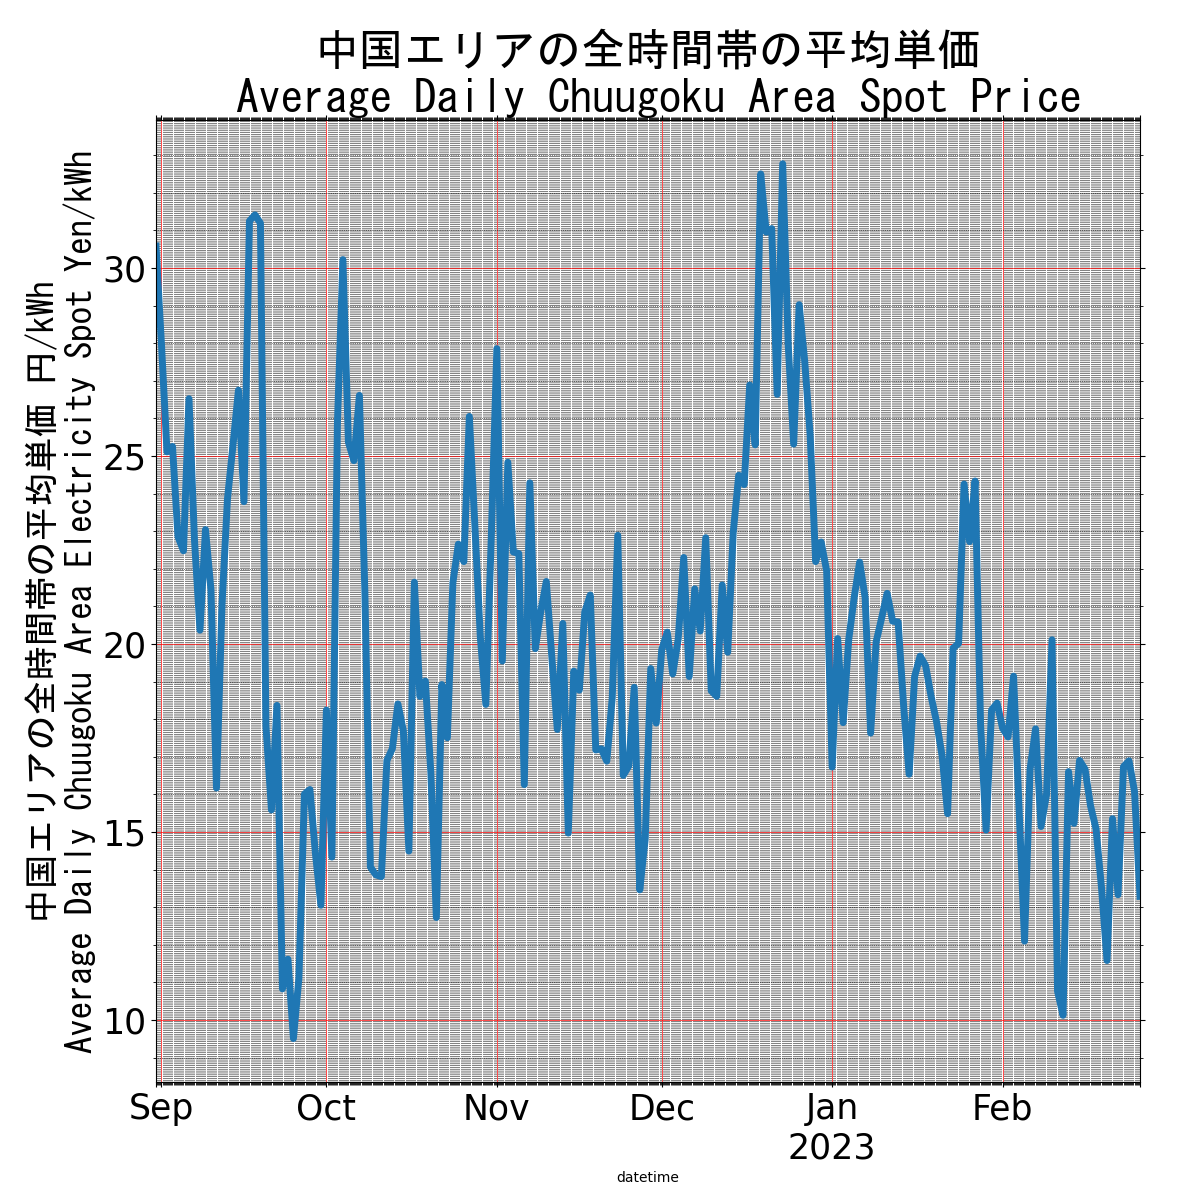 中国エリアの全時間帯の平均単価
Average Daily Chuugoku Area Spot Price
中国エリアの全時間帯の平均単価 円/kWh
Average Daily Chuugoku Area Electricity Spot Yen/kWh
30
25
20
15
10
Sep Oct Nov Dec Jan Feb
2023
datetime